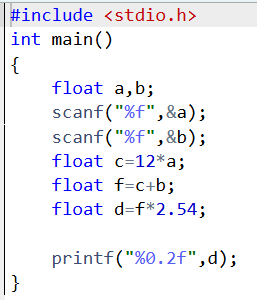 #include <stdio.h>
int main()
{
    float a,b;
    scanf("%f",&a);
    scanf("%f",&b);
    float c=12*a;
    float f=c+b;
    float d=f*2.54;

    printf("%0.2f",d);
}